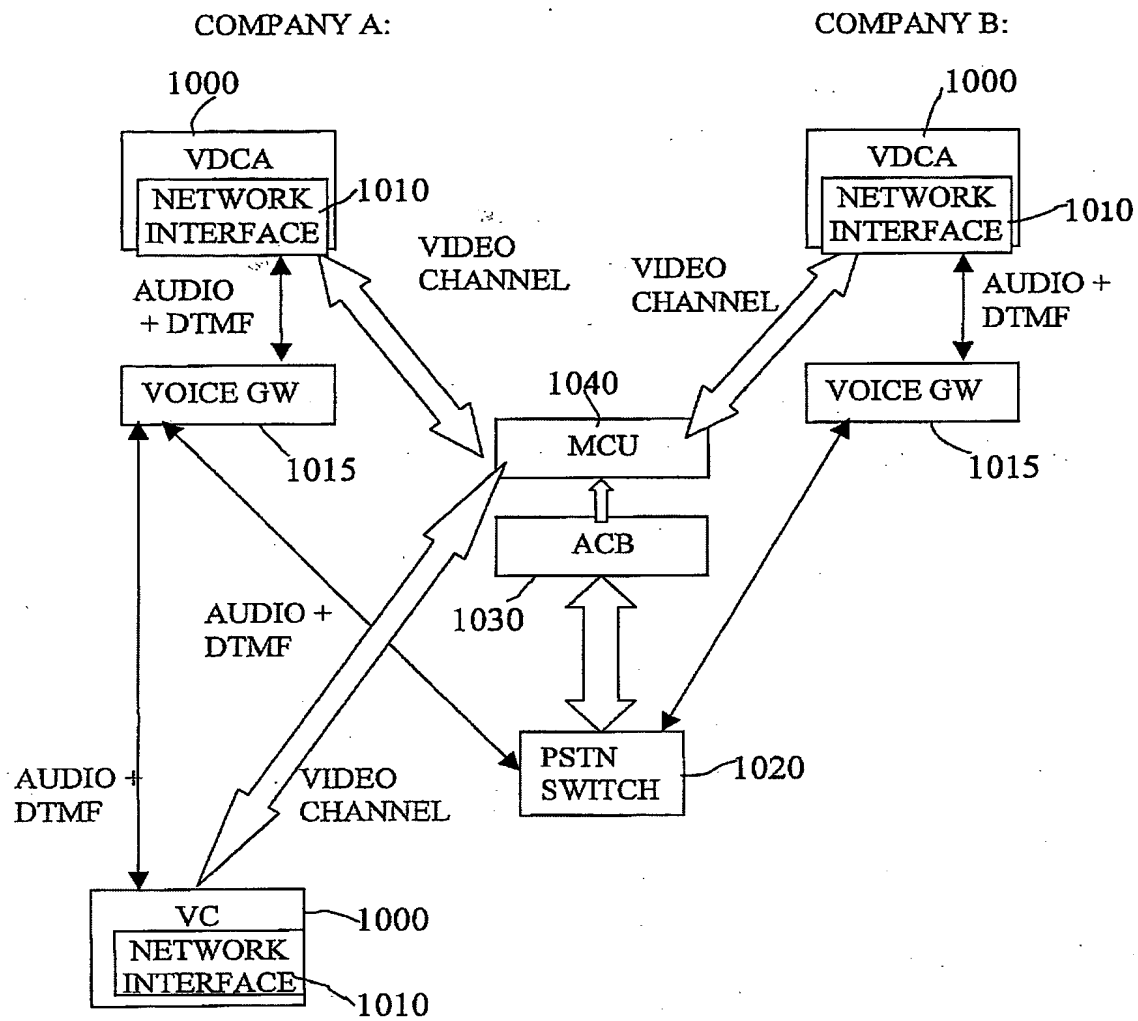 COMPANY A:
COMPANY B:
1000
1000
VDCA
VDCA
NETWORK
INTERFACE
1010
NETWORK
INTERFACE
1010
VIDEO
CHANNEL
VIDEO
CHANNEL
AUDIO
+ DTMF
AUDIO +
DTMF
VOICE GW
1015
1040
MCU
VOICE GW
1015
ACB
1030
AUDIO +
DTMF
PSTN
SWITCH
1020
AUDIO +
DTMF
VIDEO
CHANNEL
VC
1000
NETWORK
INTERFACE
1010